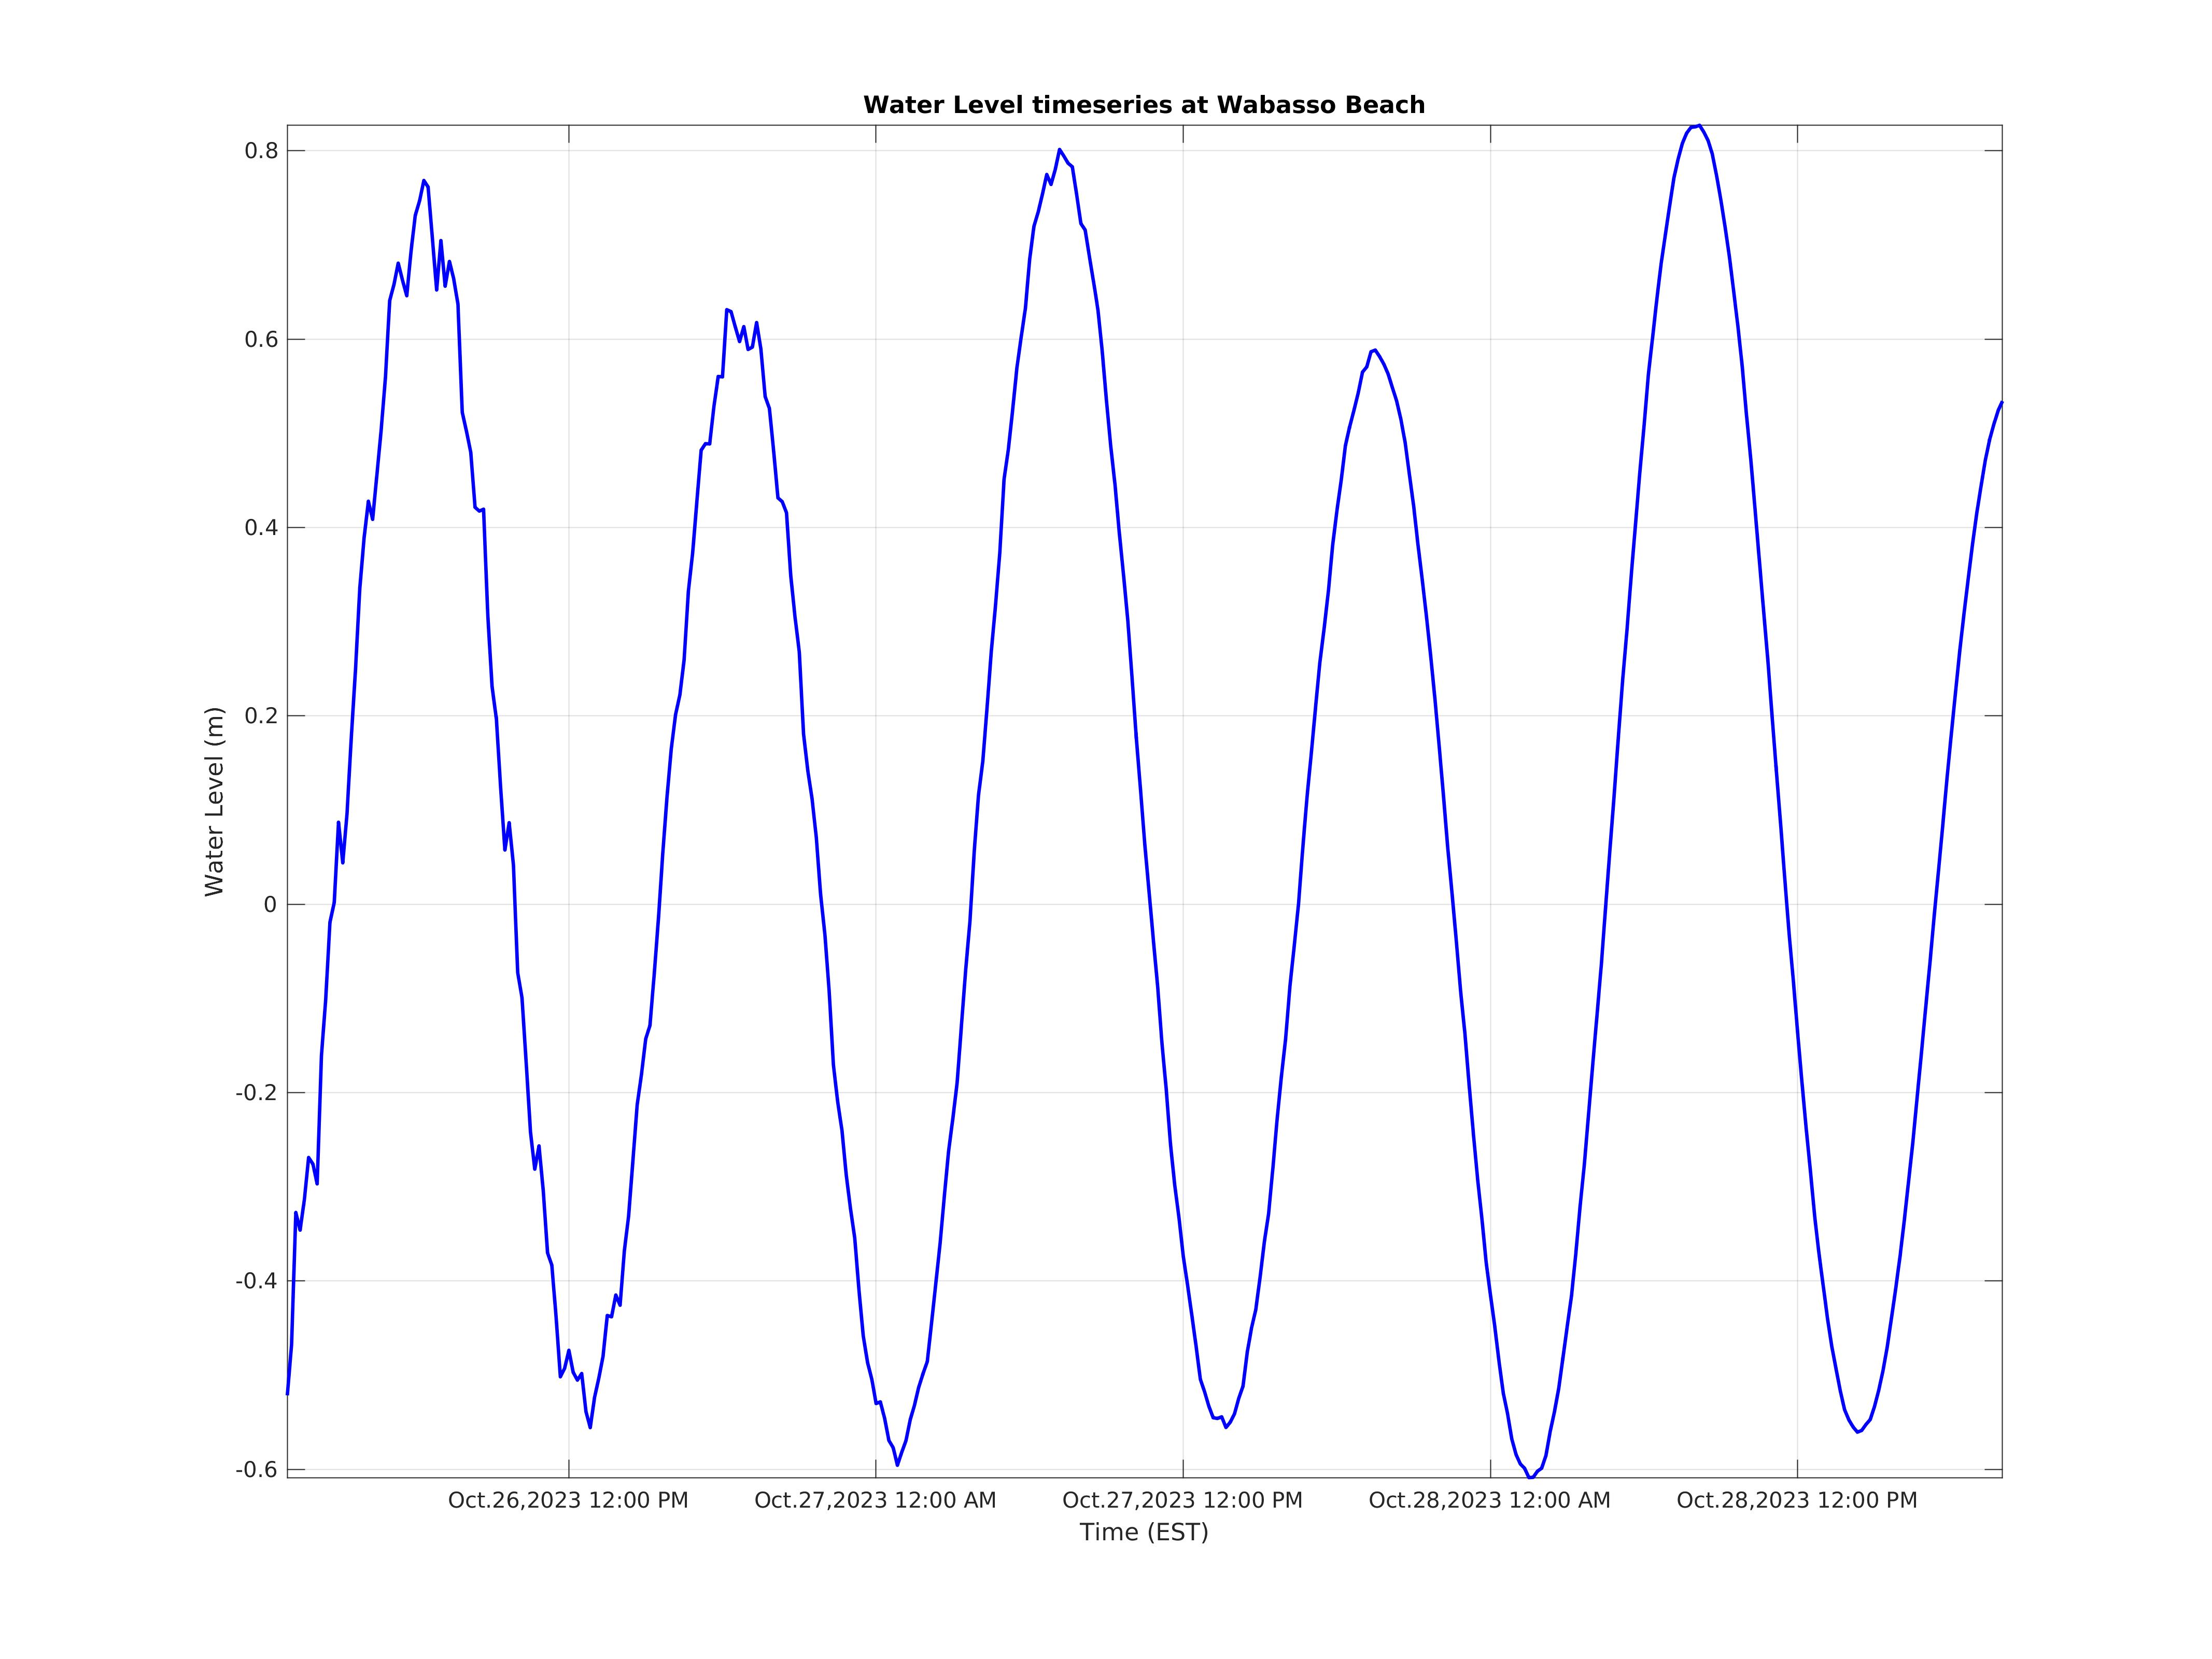 Water Level timeseries at Wabasso Beach
0.8
0.6
0.4
0.2
0
-0.2
-0.4
-0.6
Water Level (m)
Oct.26,2023 12:00 PM
Oct.27,2023 12:00 AM
Oct.27,2023 12:00 PM
Oct.28,2023 12:00 AM
Oct.28,2023 12:00 PM
Time (EST)